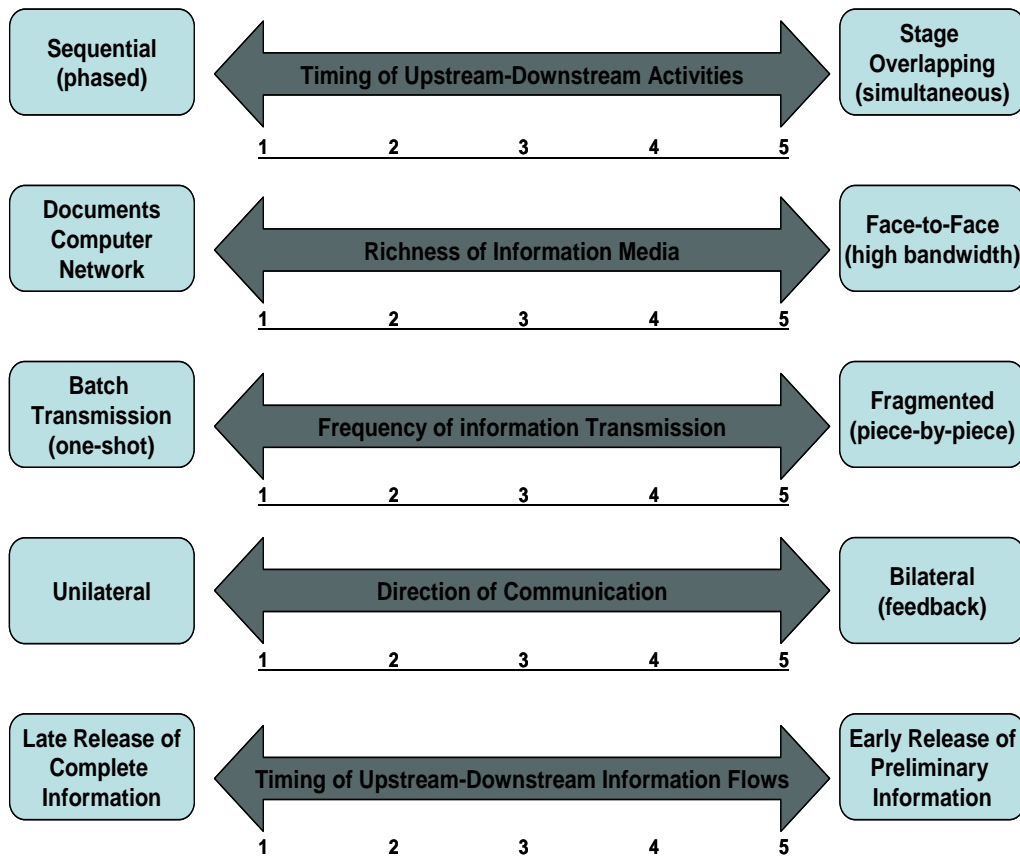 Sequential
(phased)
Timing of Upstream-Downstream Activities
Stage
Overlapping
(simultaneous)
1 2 3 4 5
Documents
Computer
Network
Richness of Information Media
Face-to-Face
(high bandwidth)
1 2 3 4 5
Batch
Transmission
(one-shot)
Frequency of information Transmission
Fragmented
(piece-by-piece)
1 2 3 4 5
Unilateral
Direction of Communication
Bilateral
(feedback)
1 2 3 4 5
Late Release of
Complete
Information
Timing of Upstream-Downstream Information Flows
Early Release of
Preliminary
Information
1 2 3 4 5